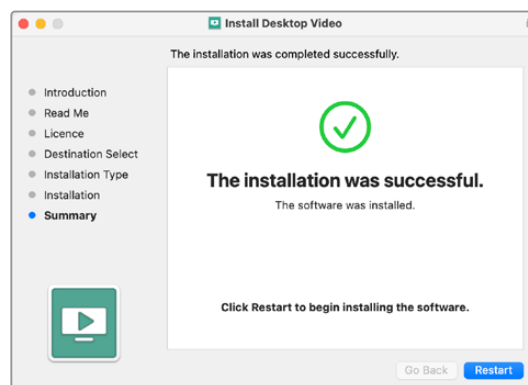 Install Desktop Video
The installation was completed successfully.
Introduction
Read Me
Licence
Destination Select
Installation Type
Installation
Summary
The installation was successful.
The software was installed.
Click Restart to begin installing the software.
Go Back
Restart